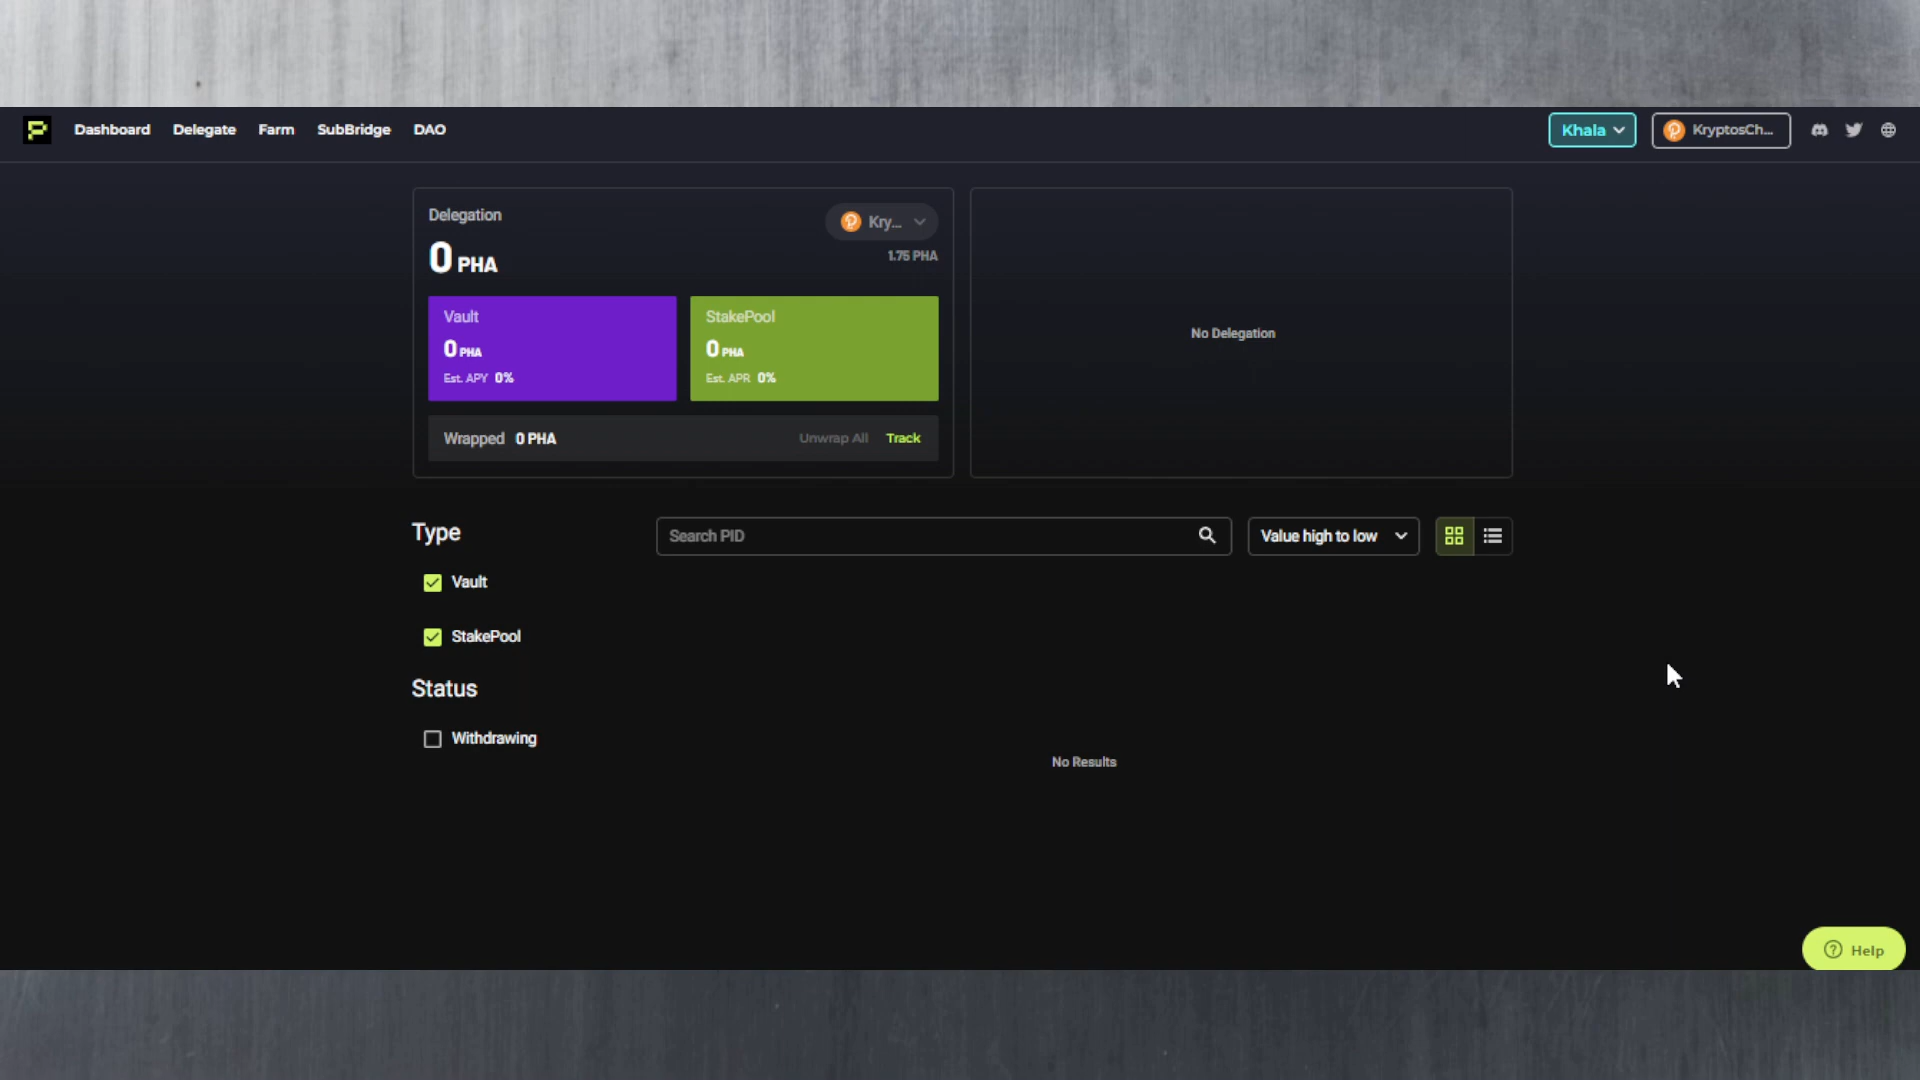 Dashboard Delegate Farm SubBridge DAO
Khala
KryptosCh...
Delegation
Kry...
0 PHA
1.75 PHA
Vault
0 PHA
Est. APY 0%
StakePool
0 PHA
Est. APR 0%
Wrapped 0 PHA
Unwrap All Track
No Delegation
Type
Search PID
Value high to low
Vault
StakePool
Status
Withdrawing
No Results
Help